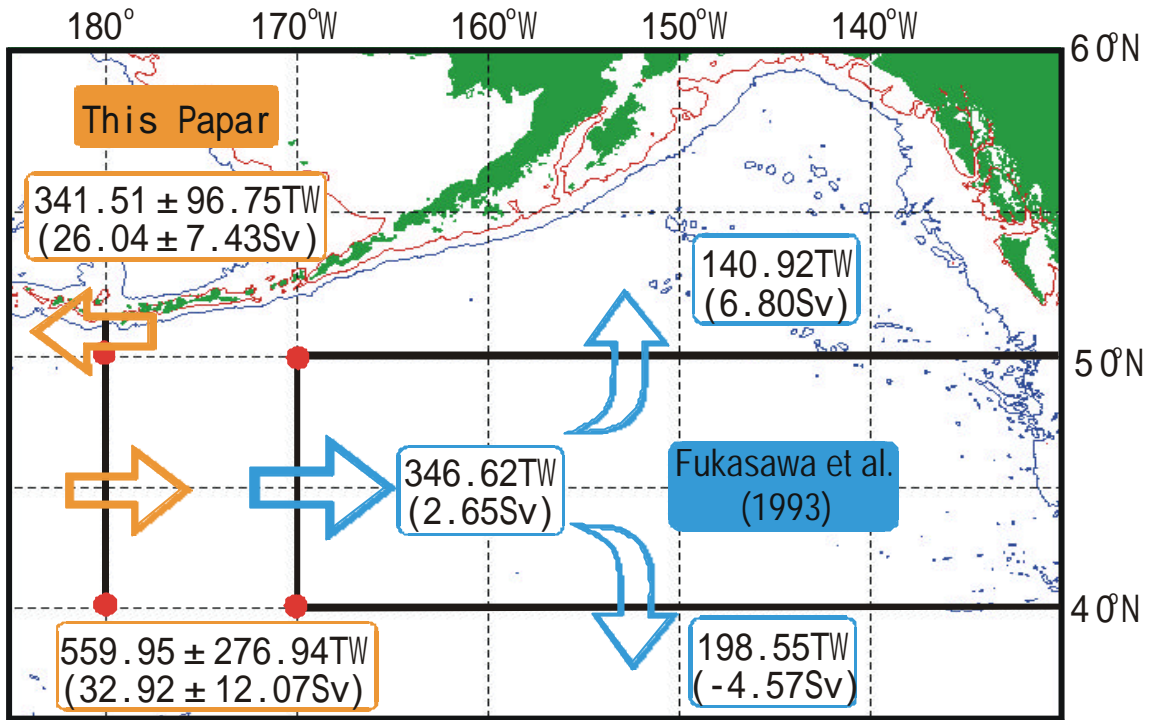 180° 170°W 160°W 150°W 140°W
60°N
This Papar
341.51 ± 96.75TW
(26.04 ± 7.43Sv)
140.92TW
(6.80Sv)
50°N
346.62TW
(2.65Sv)
Fukasawa et al.
(1993)
40°N
559.95 ± 276.94TW
(32.92 ± 12.07Sv)
198.55TW
(-4.57Sv)